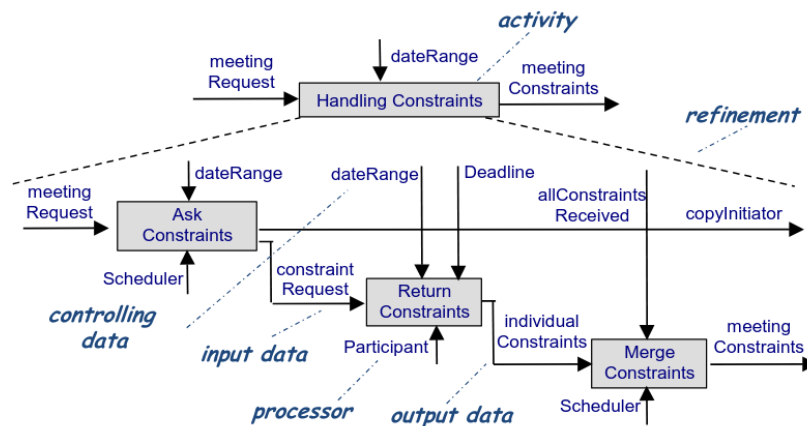 activity
meeting
Request
dateRange
meeting
Constraints
Handling Constraints
refinement
dateRange
dateRange
Deadline
meeting
Request
allConstraints
Received
copyInitiator
Ask
Constraints
Scheduler
constraint
Request
Return
Constraints
controlling
data
input data
Participant
individual
Constraints
meeting
Constraints
Merge
Constraints
processor
output data
Scheduler